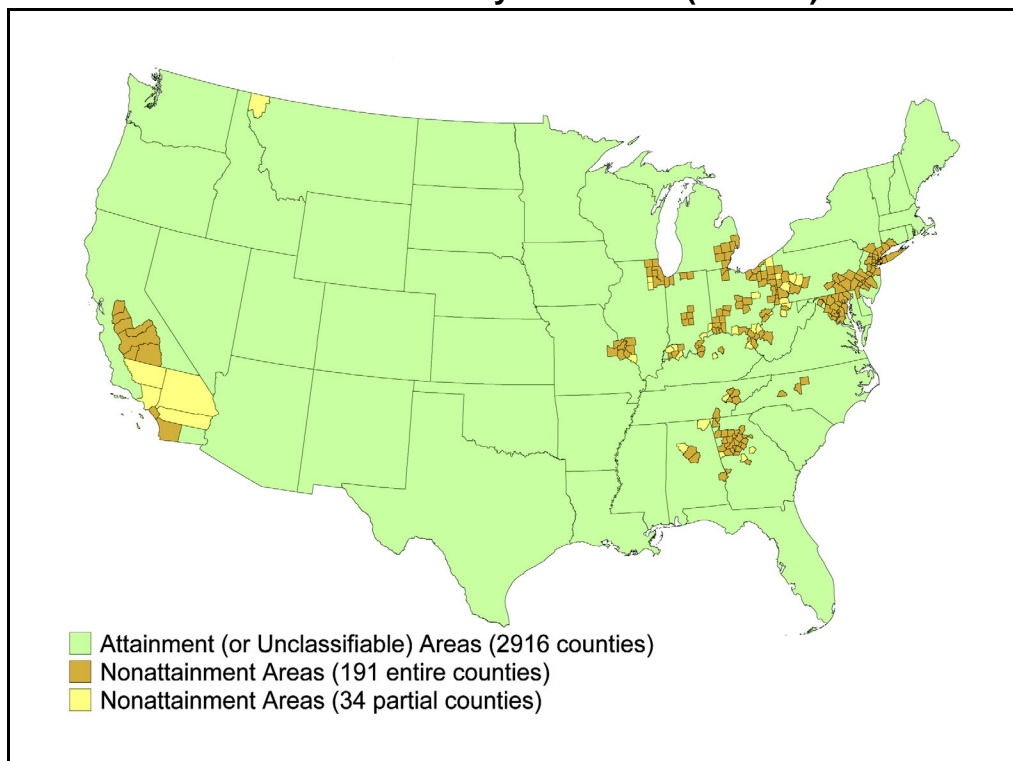 Attainment (or Unclassifiable) Areas (2916 counties)
Nonattainment Areas (191 entire counties)
Nonattainment Areas (34 partial counties)